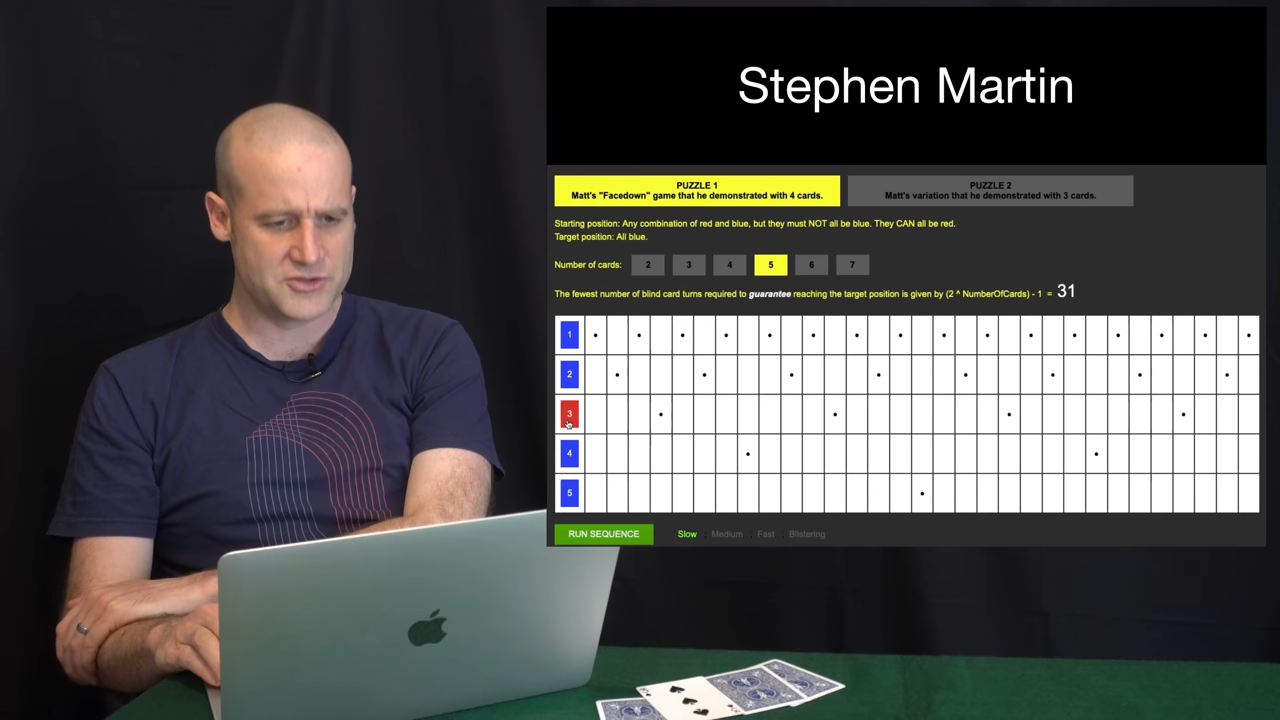 Stephen Martin
PUZZLE 1
Matt's "Facedown" game that he demonstrated with 4 cards.
PUZZLE 2
Matt's variation that he demonstrated with 3 cards.
Starting position: Any combination of red and blue, but they must NOT all be blue. They CAN all be red.
Target position: All blue.
Number of cards: 2 3 4 5 6 7
The fewest number of blind card turns required to guarantee reaching the target position is given by (2 ^ NumberOfCards) - 1 = 31
1
2
3
4
5
RUN SEQUENCE Slow . Medium . Fast . Blistering